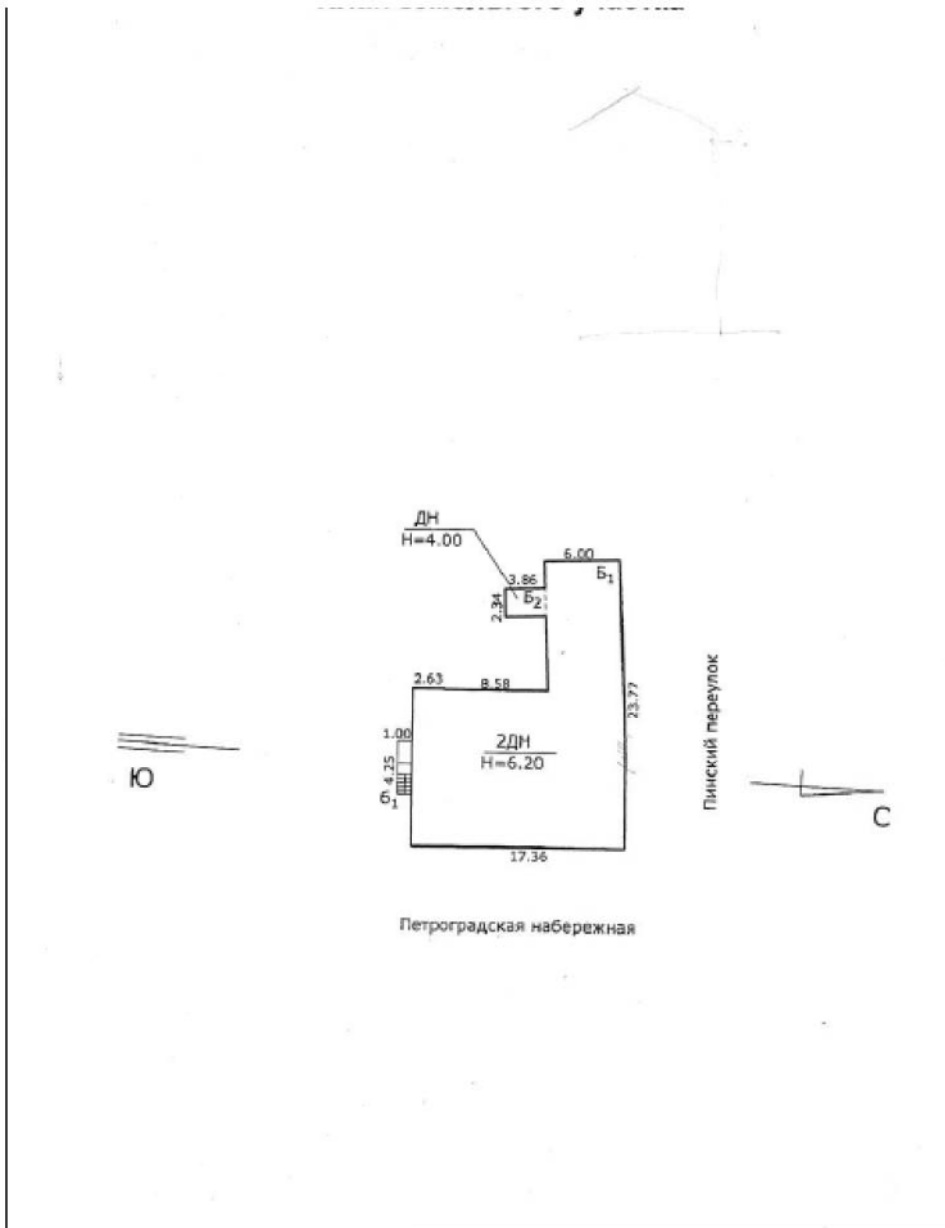 ДН
Н=4.00
6.00
Б₁
3.86
Б₂
2.34
2.63
8.58
23.77
Пинский переулок
1.00
4.25
б₁
2ДН
Н=6.20
Ю
С
17.36
Петроградская набережная